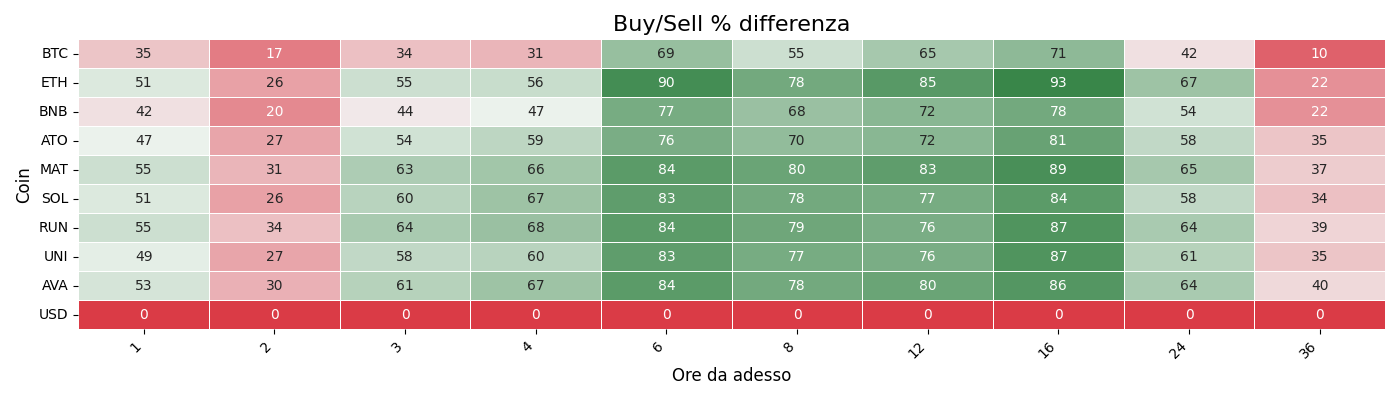 Buy/Sell % differenza
Coin
BTC 35 17 34 31 69 55 65 71 42 10
ETH 51 26 55 56 90 78 85 93 67 22
BNB 42 20 44 47 77 68 72 78 54 22
ATO 47 27 54 59 76 70 72 81 58 35
MAT 55 31 63 66 84 80 83 89 65 37
SOL 51 26 60 67 83 78 77 84 58 34
RUN 55 34 64 68 84 79 76 87 64 39
UNI 49 27 58 60 83 77 76 87 61 35
AVA 53 30 61 67 84 78 80 86 64 40
USD 0 0 0 0 0 0 0 0 0 0
1 2 3 4 6 8 12 16 24 36
Ore da adesso